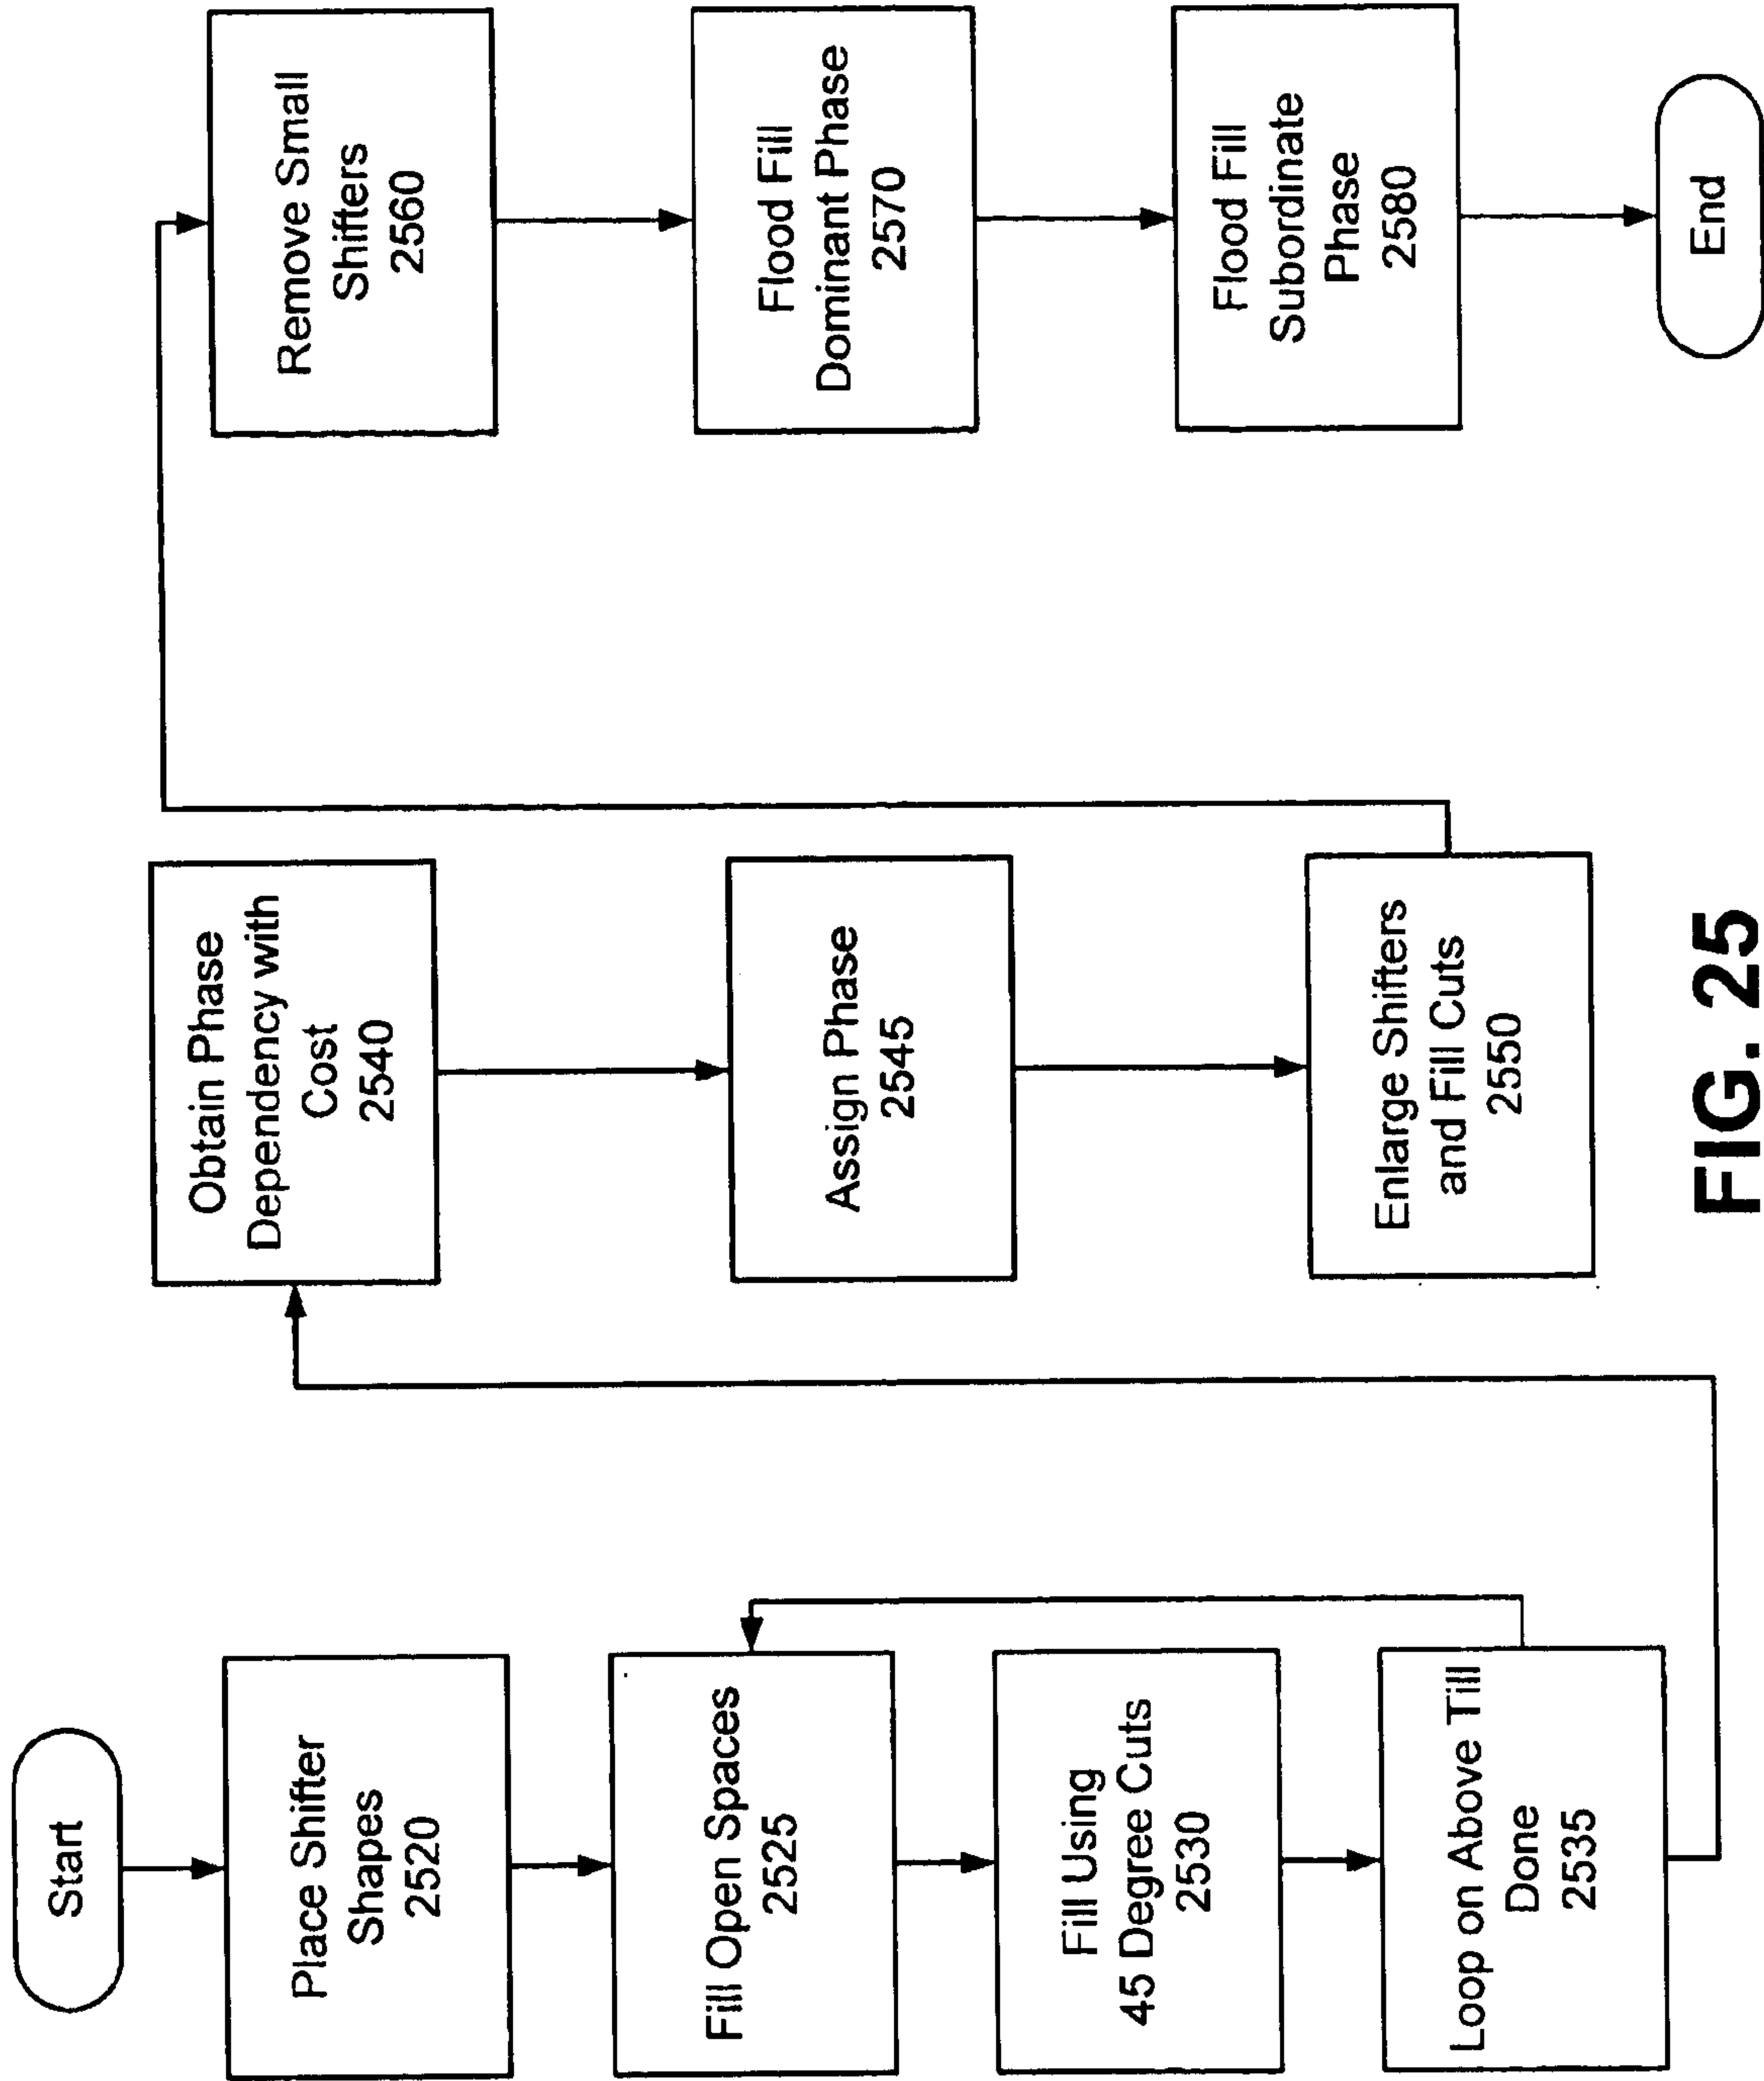 Start
Place Shifter
Shapes
2520
Fill Open Spaces
2525
Fill Using
45 Degree Cuts
2530
Loop on Above Till
Done
2535
Obtain Phase
Dependency with
Cost
2540
Assign Phase
2545
Enlarge Shifters
and Fill Cuts
2550
Remove Small
Shifters
2560
Flood Fill
Dominant Phase
2570
Flood Fill
Subordinate
Phase
2580
End
FIG. 25